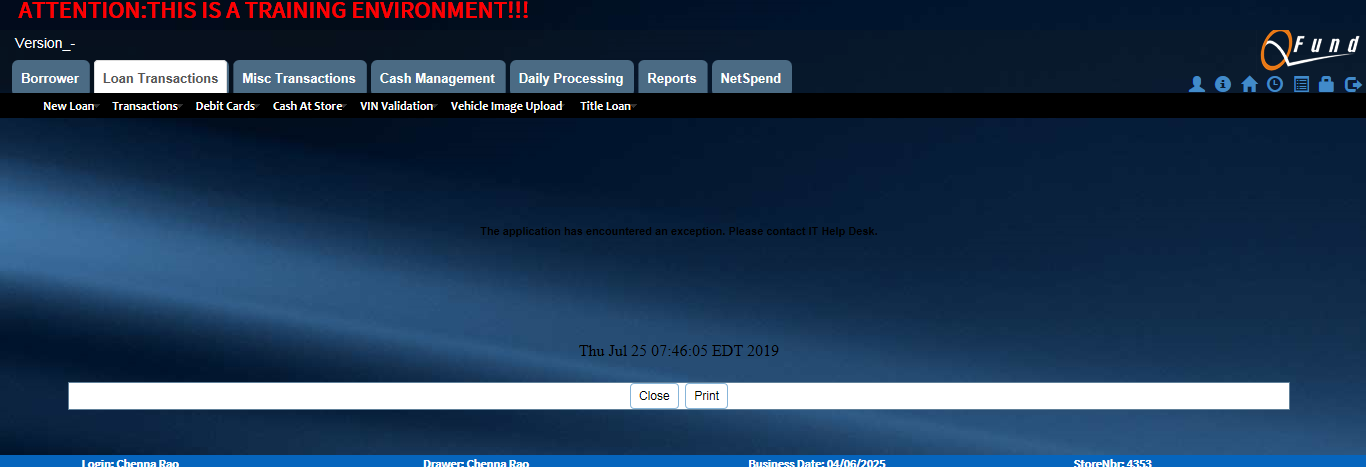 ATTENTION:THIS IS A TRAINING ENVIRONMENT!!!
Version_-
QFund
Borrower Loan Transactions Misc Transactions Cash Management Daily Processing Reports NetSpend
New Loan Transactions Debit Cards Cash At Store VIN Validation Vehicle Image Upload Title Loan
The application has encountered an exception. Please contact IT Help Desk.
Thu Jul 25 07:46:05 EDT 2019
Close Print
Login: Chenna Rao Drawer: Chenna Rao Business Date: 04/06/2025 StoreNbr: 4353